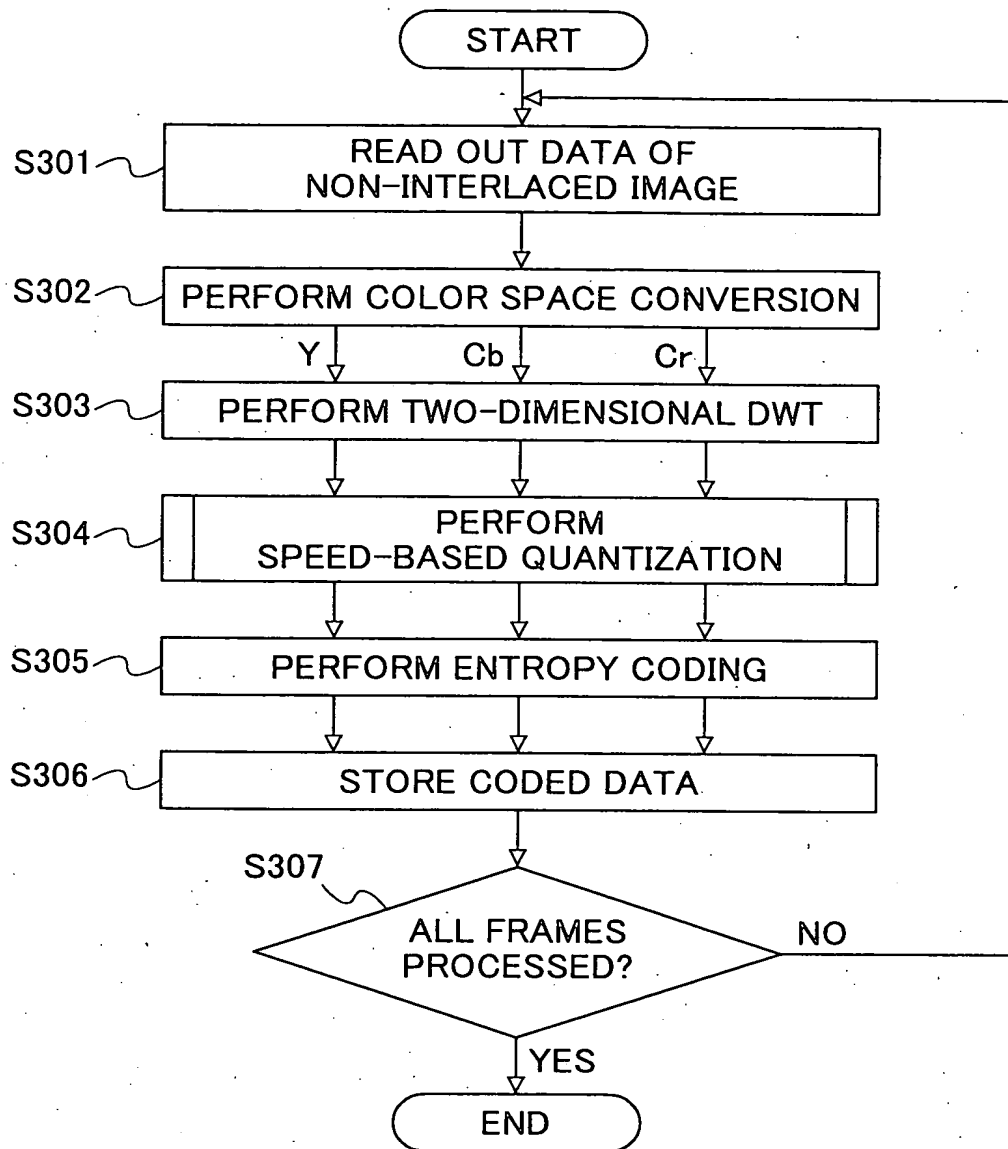 START
S301
READ OUT DATA OF
NON-INTERLACED IMAGE
S302
PERFORM COLOR SPACE CONVERSION
Y
Cb
Cr
S303
PERFORM TWO-DIMENSIONAL DWT
S304
PERFORM
SPEED-BASED QUANTIZATION
S305
PERFORM ENTROPY CODING
S306
STORE CODED DATA
S307
ALL FRAMES
PROCESSED?
NO
YES
END